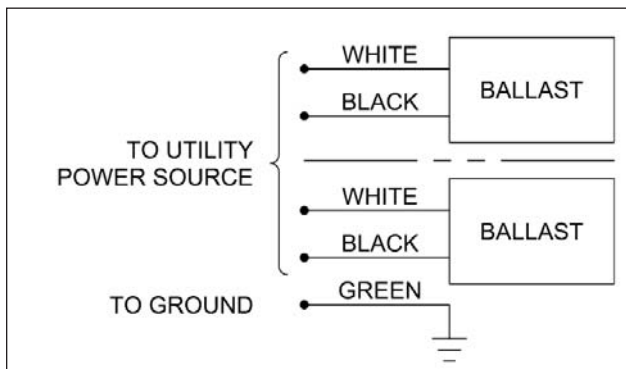 WHITE
BALLAST
BLACK
TO UTILITY
POWER SOURCE
WHITE
BALLAST
BLACK
TO GROUND
GREEN